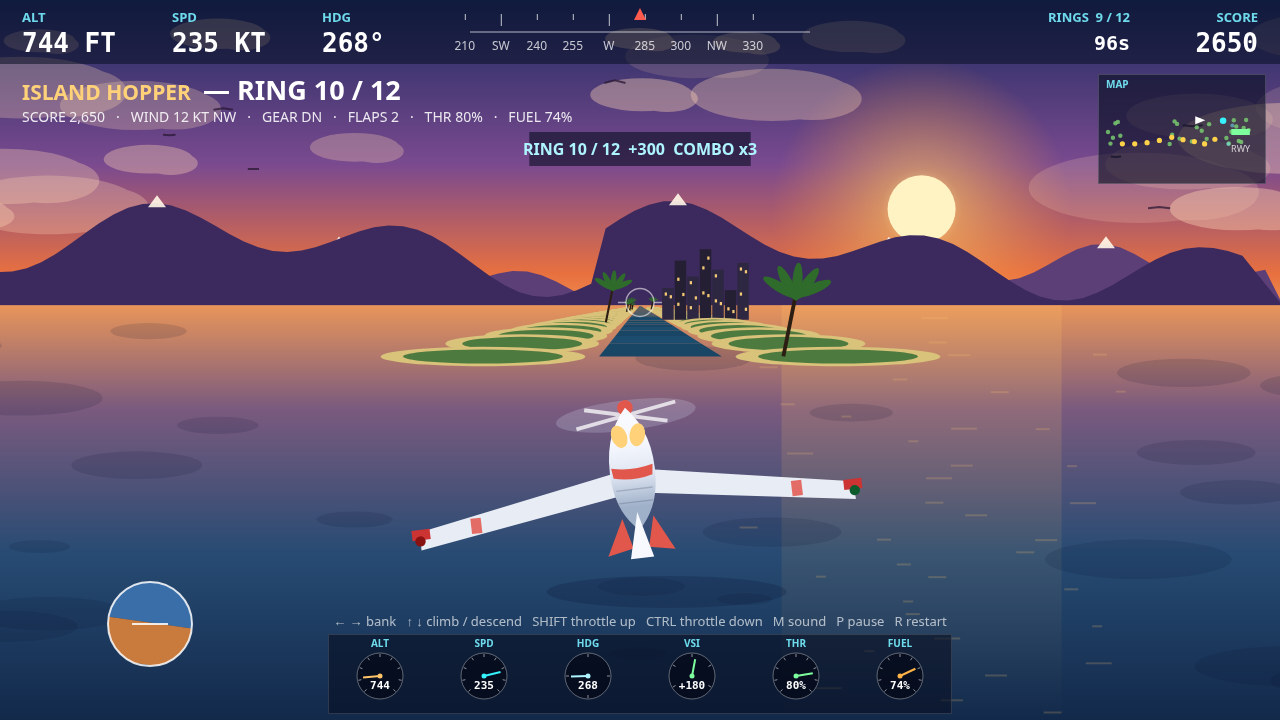 ALT SPD HDG RINGS 9 / 12 SCORE
744 FT 235 KT 268° 96s 2650
210 SW 240 255 W 285 300 NW 330
ISLAND HOPPER — RING 10 / 12
SCORE 2,650 · WIND 12 KT NW · GEAR DN · FLAPS 2 · THR 80% · FUEL 74%
MAP
RWY
RING 10 / 12 +300 COMBO x3
← → bank ↑ ↓ climb / descend SHIFT throttle up CTRL throttle down M sound P pause R restart
ALT SPD HDG VSI THR FUEL
744 235 268 +180 80% 74%